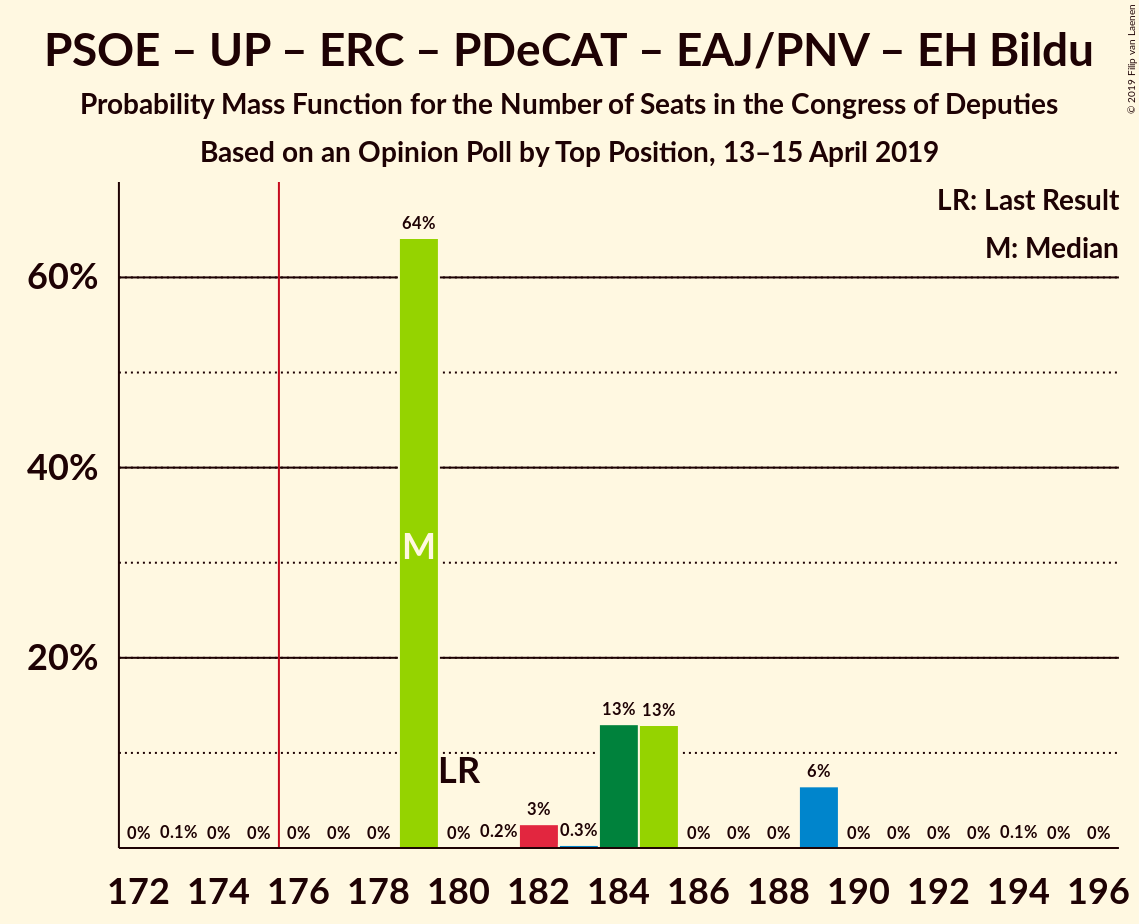 PSOE – UP – ERC – PDeCAT – EAJ/PNV – EH Bildu
Probability Mass Function for the Number of Seats in the Congress of Deputies
Based on an Opinion Poll by Top Position, 13–15 April 2019
© 2019 Filip van Laenen
LR: Last Result
M: Median
60%
40%
20%
0% 0.1% 0% 0% 0% 0% 0% 64% 0% 0.2% 3% 0.3% 13% 13% 0% 0% 0% 6% 0% 0% 0% 0% 0.1% 0% 0%
M
LR
172 174 176 178 180 182 184 186 188 190 192 194 196